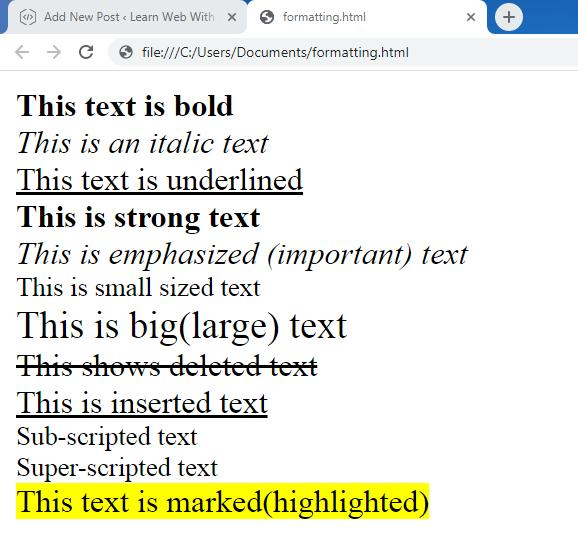 Add New Post ‹ Learn Web With
formatting.html
file:///C:/Users/Documents/formatting.html
This text is bold
This is an italic text
This text is underlined
This is strong text
This is emphasized (important) text
This is small sized text
This is big(large) text
This shows deleted text
This is inserted text
Sub-scripted text
Super-scripted text
This text is marked(highlighted)